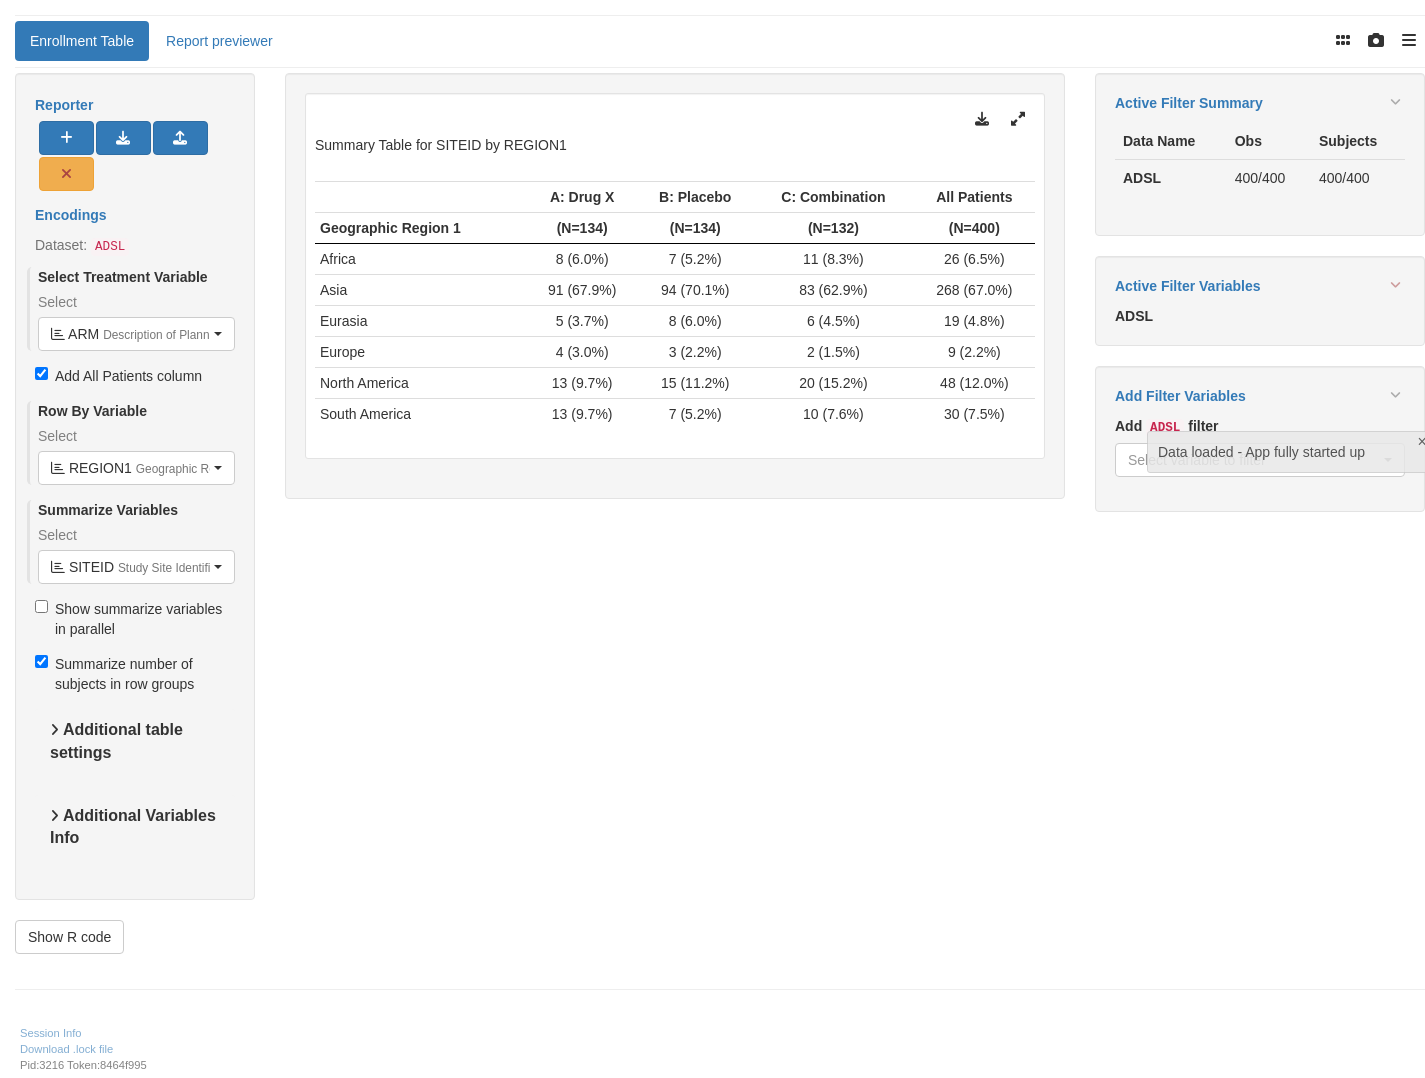 Enrollment Table Report previewer
Reporter
Encodings
Dataset: ADSL
Select Treatment Variable
Select
ARM Description of Plann
Add All Patients column
Row By Variable
Select
REGION1 Geographic R
Summarize Variables
Select
SITEID Study Site Identifi
Show summarize variables
in parallel
Summarize number of
subjects in row groups
Additional table
settings
Additional Variables
Info
Show R code
Summary Table for SITEID by REGION1
A: Drug X B: Placebo C: Combination All Patients
Geographic Region 1 (N=134) (N=134) (N=132) (N=400)
Africa 8 (6.0%) 7 (5.2%) 11 (8.3%) 26 (6.5%)
Asia 91 (67.9%) 94 (70.1%) 83 (62.9%) 268 (67.0%)
Eurasia 5 (3.7%) 8 (6.0%) 6 (4.5%) 19 (4.8%)
Europe 4 (3.0%) 3 (2.2%) 2 (1.5%) 9 (2.2%)
North America 13 (9.7%) 15 (11.2%) 20 (15.2%) 48 (12.0%)
South America 13 (9.7%) 7 (5.2%) 10 (7.6%) 30 (7.5%)
Active Filter Summary
Data Name Obs Subjects
ADSL 400/400 400/400
Active Filter Variables
ADSL
Add Filter Variables
Add ADSL filter
Data loaded - App fully started up
Select variable to filter
Session Info
Download .lock file
Pid:3216 Token:8464f995